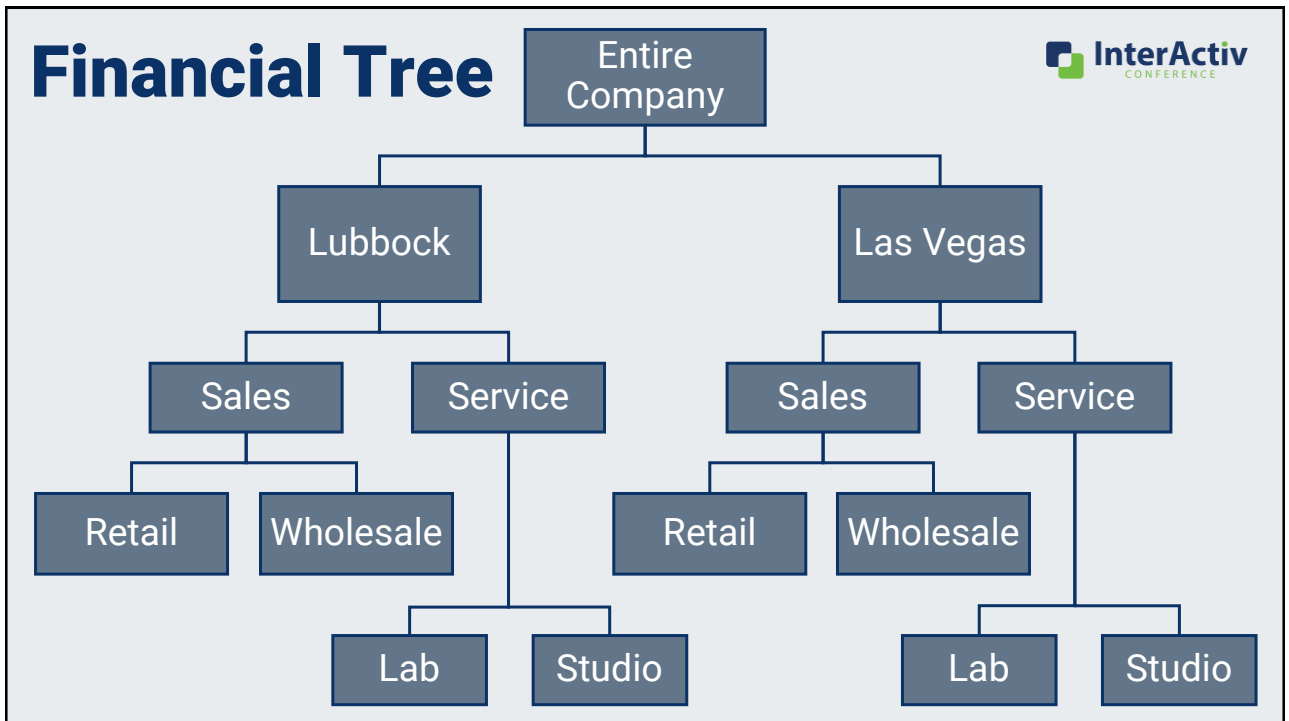 Financial Tree
Entire
Company
InterActiv
CONFERENCE
Lubbock
Las Vegas
Sales
Service
Sales
Service
Retail
Wholesale
Retail
Wholesale
Lab
Studio
Lab
Studio